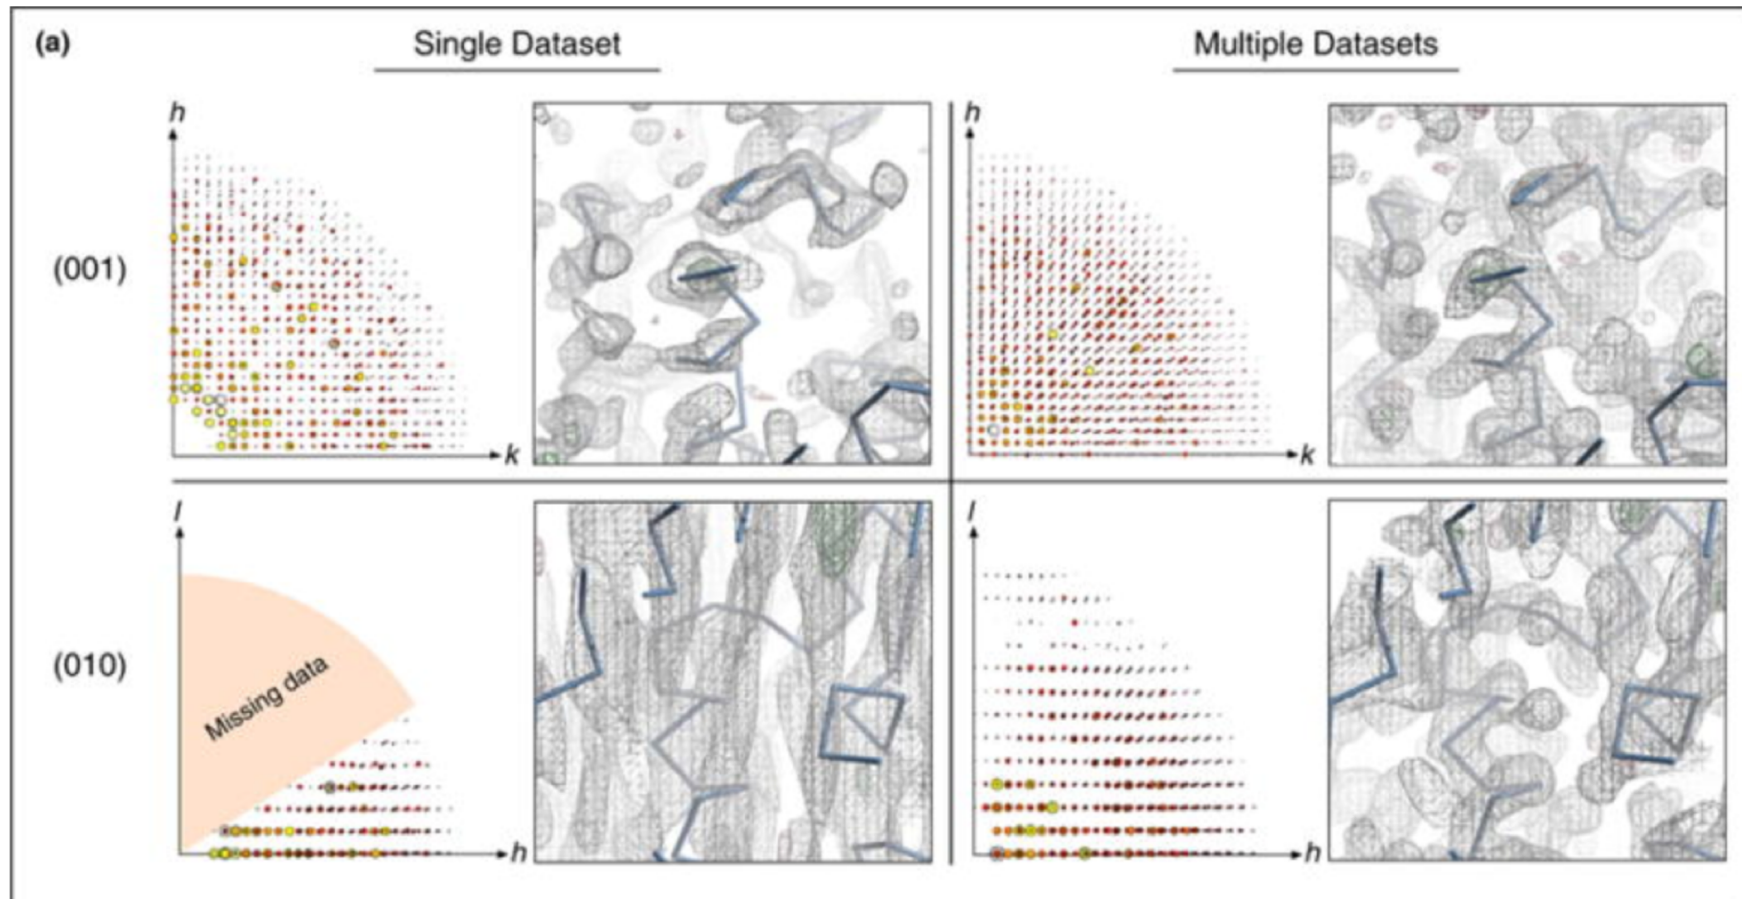 (a)
Single Dataset
Multiple Datasets
h
h
(001)
k
k
l
l
(010)
Missing data
h
h